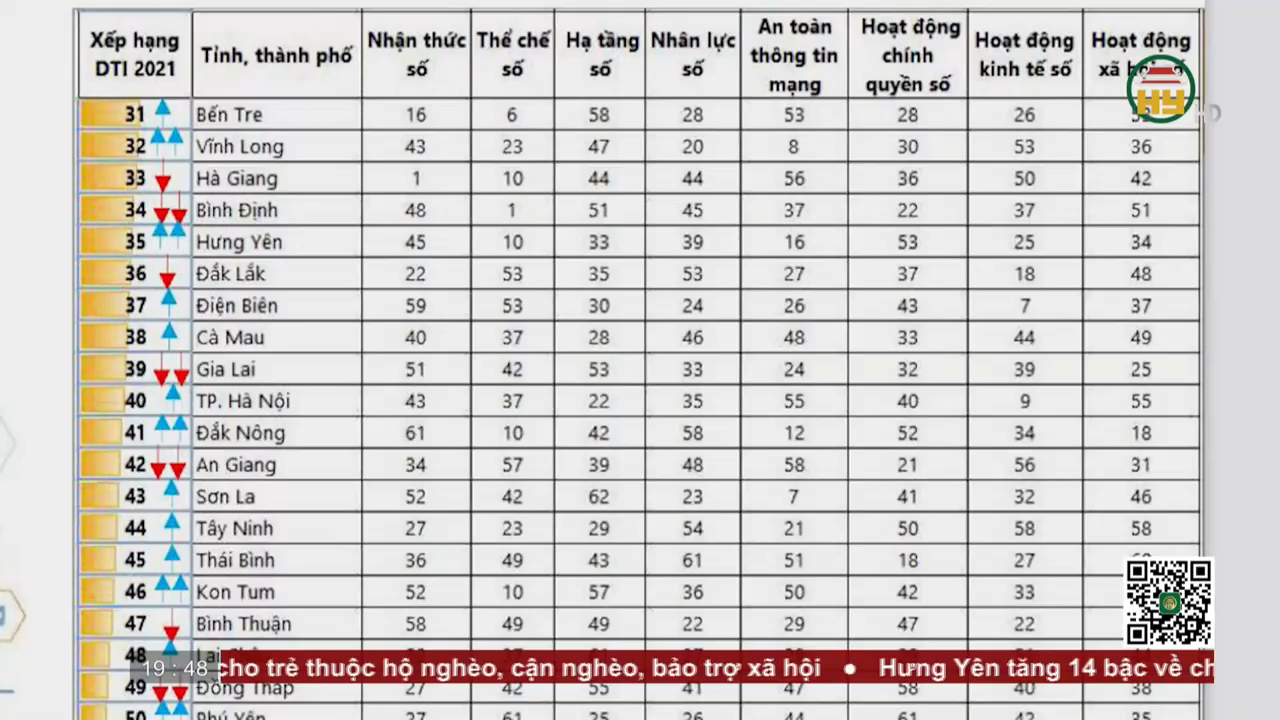 Xếp hạng DTI 2021 Tỉnh, thành phố Nhận thức số Thể chế số Hạ tầng số Nhân lực số An toàn thông tin mạng Hoạt động chính quyền số Hoạt động kinh tế số Hoạt động
31 Bến Tre 16 6 58 28 53 28 26
32 Vĩnh Long 43 23 47 20 8 30 53 36
33 Hà Giang 1 10 44 44 56 36 50 42
34 Bình Định 48 1 51 45 37 22 37 51
35 Hưng Yên 45 10 33 39 16 53 25 34
36 Đắk Lắk 22 53 35 53 27 37 18 48
37 Điện Biên 59 53 30 24 26 43 7 37
38 Cà Mau 40 37 28 46 48 33 44 49
39 Gia Lai 51 42 53 33 24 32 39 25
40 TP. Hà Nội 43 37 22 35 55 40 9 55
41 Đắk Nông 61 10 42 58 12 52 34 18
42 An Giang 34 57 39 48 58 21 56 31
43 Sơn La 52 42 62 23 7 41 32 46
44 Tây Ninh 27 23 29 54 21 50 58 58
45 Thái Bình 36 49 43 61 51 18 27
46 Kon Tum 52 10 57 36 50 42 33
47 Bình Thuận 58 49 49 22 29 47 22
48
49 Đồng Tháp 27 42 55 41 47 58 40 38
50 Phú Yên 27 61 25 26 44 61 42 35
HY HD
19 : 48 cho trẻ thuộc hộ nghèo, cận nghèo, bảo trợ xã hội ● Hưng Yên tăng 14 bậc về